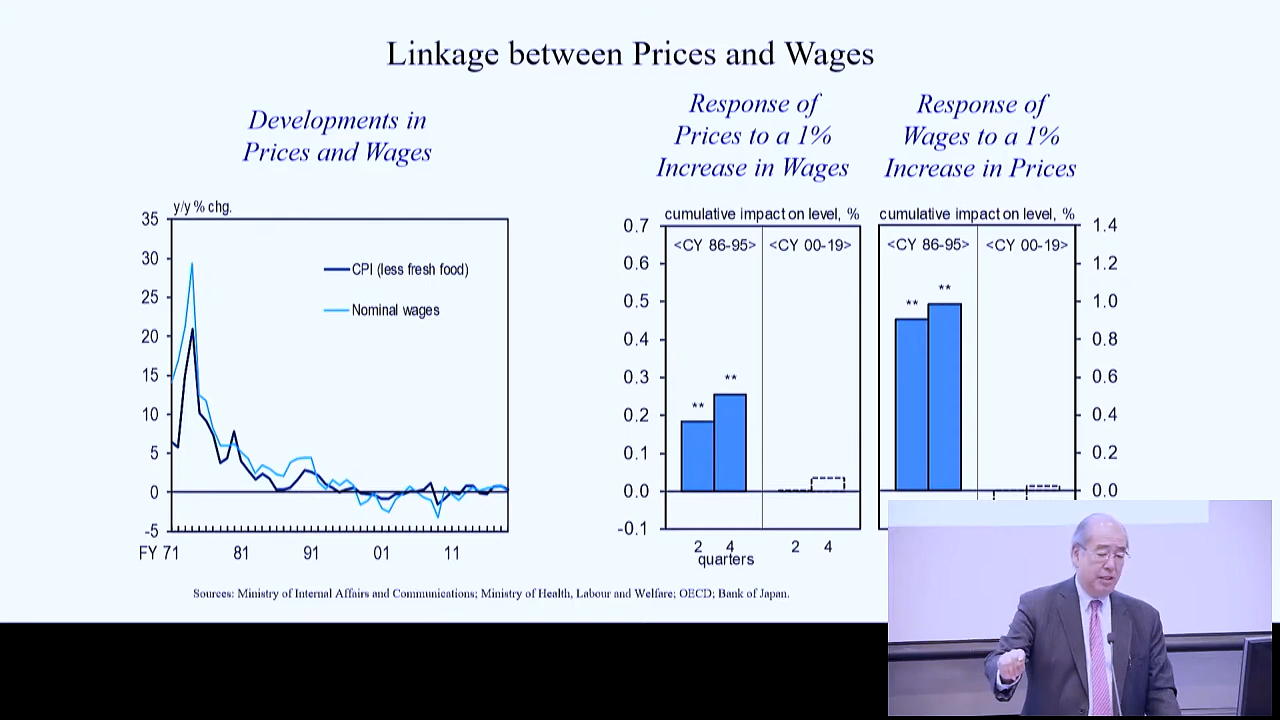 Linkage between Prices and Wages
Developments in
Prices and Wages
y/y % chg.
35
30
25
20
15
10
5
0
-5
CPI (less fresh food)
Nominal wages
FY 71
81
91
01
11
Response of
Prices to a 1%
Increase in Wages
cumulative impact on level, %
<CY 86-95>
<CY 00-19>
0.7
0.6
0.5
0.4
0.3
0.2
0.1
0.0
-0.1
**
**
2
4
2
4
quarters
Response of
Wages to a 1%
Increase in Prices
cumulative impact on level, %
<CY 86-95>
<CY 00-19>
**
**
1.4
1.2
1.0
0.8
0.6
0.4
0.2
0.0
Sources: Ministry of Internal Affairs and Communications; Ministry of Health, Labour and Welfare; OECD; Bank of Japan.